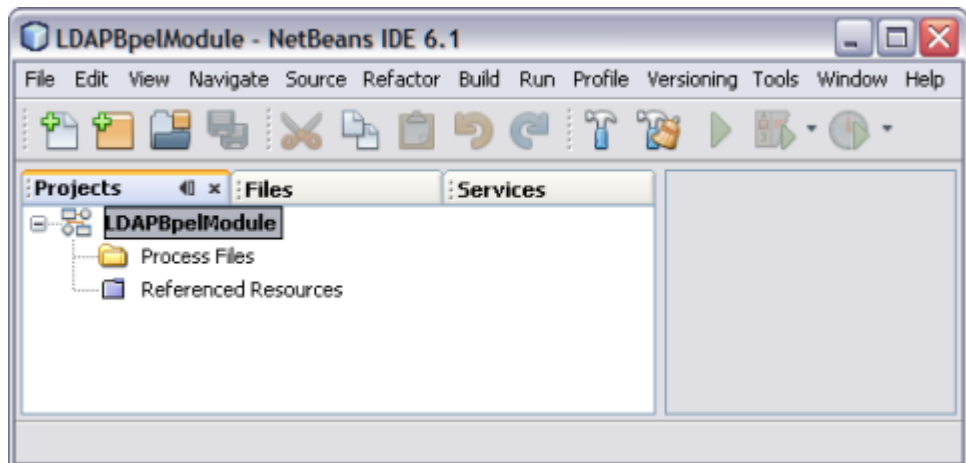 LDAPBpelModule - NetBeans IDE 6.1
File Edit View Navigate Source Refactor Build Run Profile Versioning Tools Window Help
Projects Files Services
LDAPBpelModule
Process Files
Referenced Resources